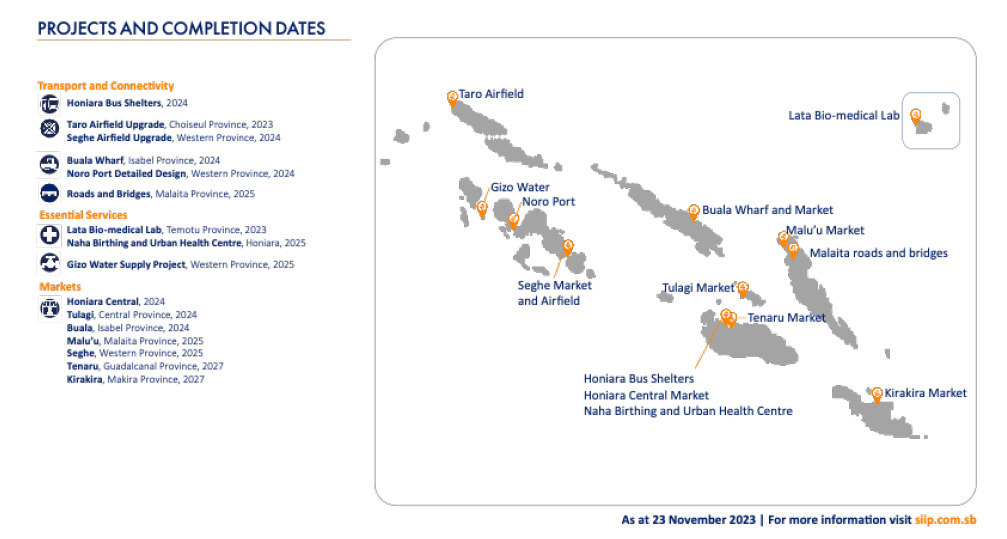 PROJECTS AND COMPLETION DATES
Transport and Connectivity
Honiara Bus Shelters, 2024
Taro Airfield Upgrade, Choiseul Province, 2023
Seghe Airfield Upgrade, Western Province, 2024
Buala Wharf, Isabel Province, 2024
Noro Port Detailed Design, Western Province, 2024
Roads and Bridges, Malaita Province, 2025
Essential Services
Lata Bio-medical Lab, Temotu Province, 2023
Naha Birthing and Urban Health Centre, Honiara, 2025
Gizo Water Supply Project, Western Province, 2025
Markets
Honiara Central, 2024
Tulagi, Central Province, 2024
Buala, Isabel Province, 2024
Malu'u, Malaita Province, 2025
Seghe, Western Province, 2025
Tenaru, Guadalcanal Province, 2027
Kirakira, Makira Province, 2027
Taro Airfield
Lata Bio-medical Lab
Gizo Water
Noro Port
Buala Wharf and Market
Malu'u Market
Malaita roads and bridges
Seghe Market
and Airfield
Tulagi Market
Tenaru Market
Honiara Bus Shelters
Honiara Central Market
Naha Birthing and Urban Health Centre
Kirakira Market
As at 23 November 2023 | For more information visit siip.com.sb